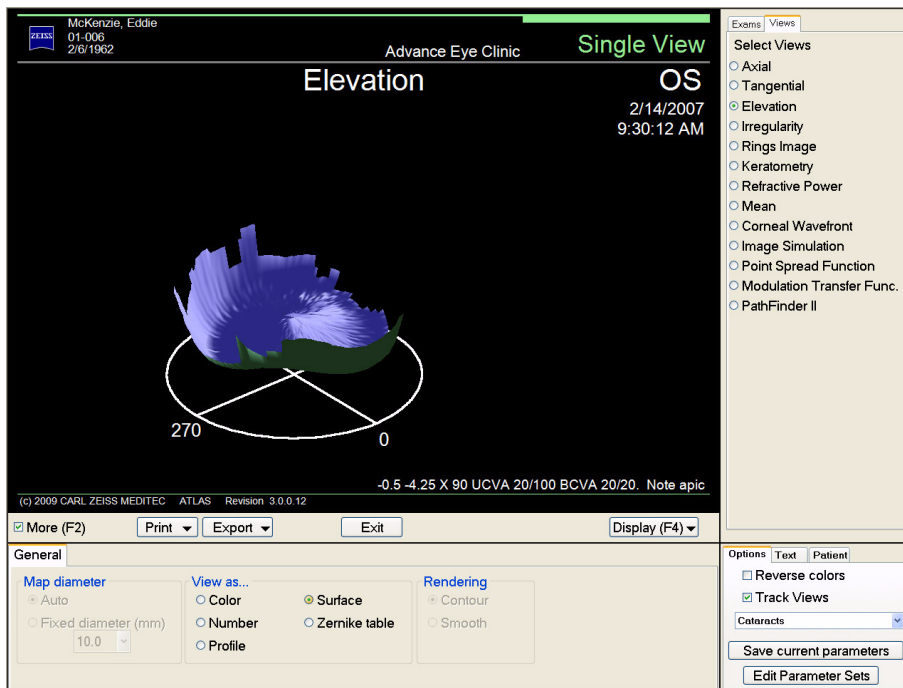 ZEISS
McKenzie, Eddie
01-006
2/6/1962
Advance Eye Clinic
Single View
Elevation
OS
2/14/2007
9:30:12 AM
270
0
-0.5 -4.25 X 90 UCVA 20/100 BCVA 20/20. Note apic
(c) 2009 CARL ZEISS MEDITEC ATLAS Revision 3.0.0.12
Exams Views
Select Views
Axial
Tangential
Elevation
Irregularity
Rings Image
Keratometry
Refractive Power
Mean
Corneal Wavefront
Image Simulation
Point Spread Function
Modulation Transfer Func.
PathFinder II
More (F2) Print Export Exit Display (F4)
General
Map diameter
Auto
Fixed diameter (mm)
10.0
View as...
Color Surface
Number Zernike table
Profile
Rendering
Contour
Smooth
Options Text Patient
Reverse colors
Track Views
Cataracts
Save current parameters
Edit Parameter Sets